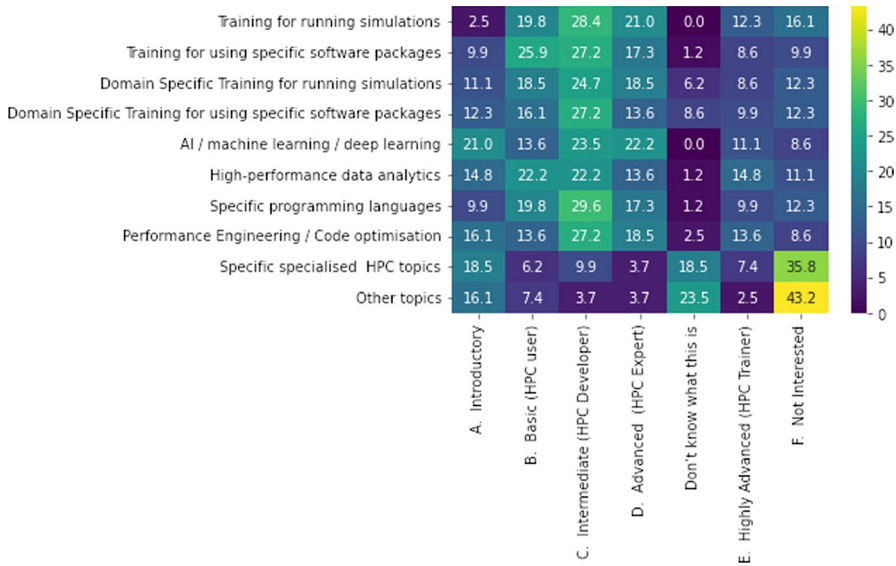 Training for running simulations 2.5 19.8 28.4 21.0 0.0 12.3 16.1
Training for using specific software packages 9.9 25.9 27.2 17.3 1.2 8.6 9.9
Domain Specific Training for running simulations 11.1 18.5 24.7 18.5 6.2 8.6 12.3
Domain Specific Training for using specific software packages 12.3 16.1 27.2 13.6 8.6 9.9 12.3
AI / machine learning / deep learning 21.0 13.6 23.5 22.2 0.0 11.1 8.6
High-performance data analytics 14.8 22.2 22.2 13.6 1.2 14.8 11.1
Specific programming languages 9.9 19.8 29.6 17.3 1.2 9.9 12.3
Performance Engineering / Code optimisation 16.1 13.6 27.2 18.5 2.5 13.6 8.6
Specific specialised HPC topics 18.5 6.2 9.9 3.7 18.5 7.4 35.8
Other topics 16.1 7.4 3.7 3.7 23.5 2.5 43.2
A. Introductory
B. Basic (HPC user)
C. Intermediate (HPC Developer)
D. Advanced (HPC Expert)
Don't know what this is
E. Highly Advanced (HPC Trainer)
F. Not Interested
40
35
30
25
20
15
10
5
0